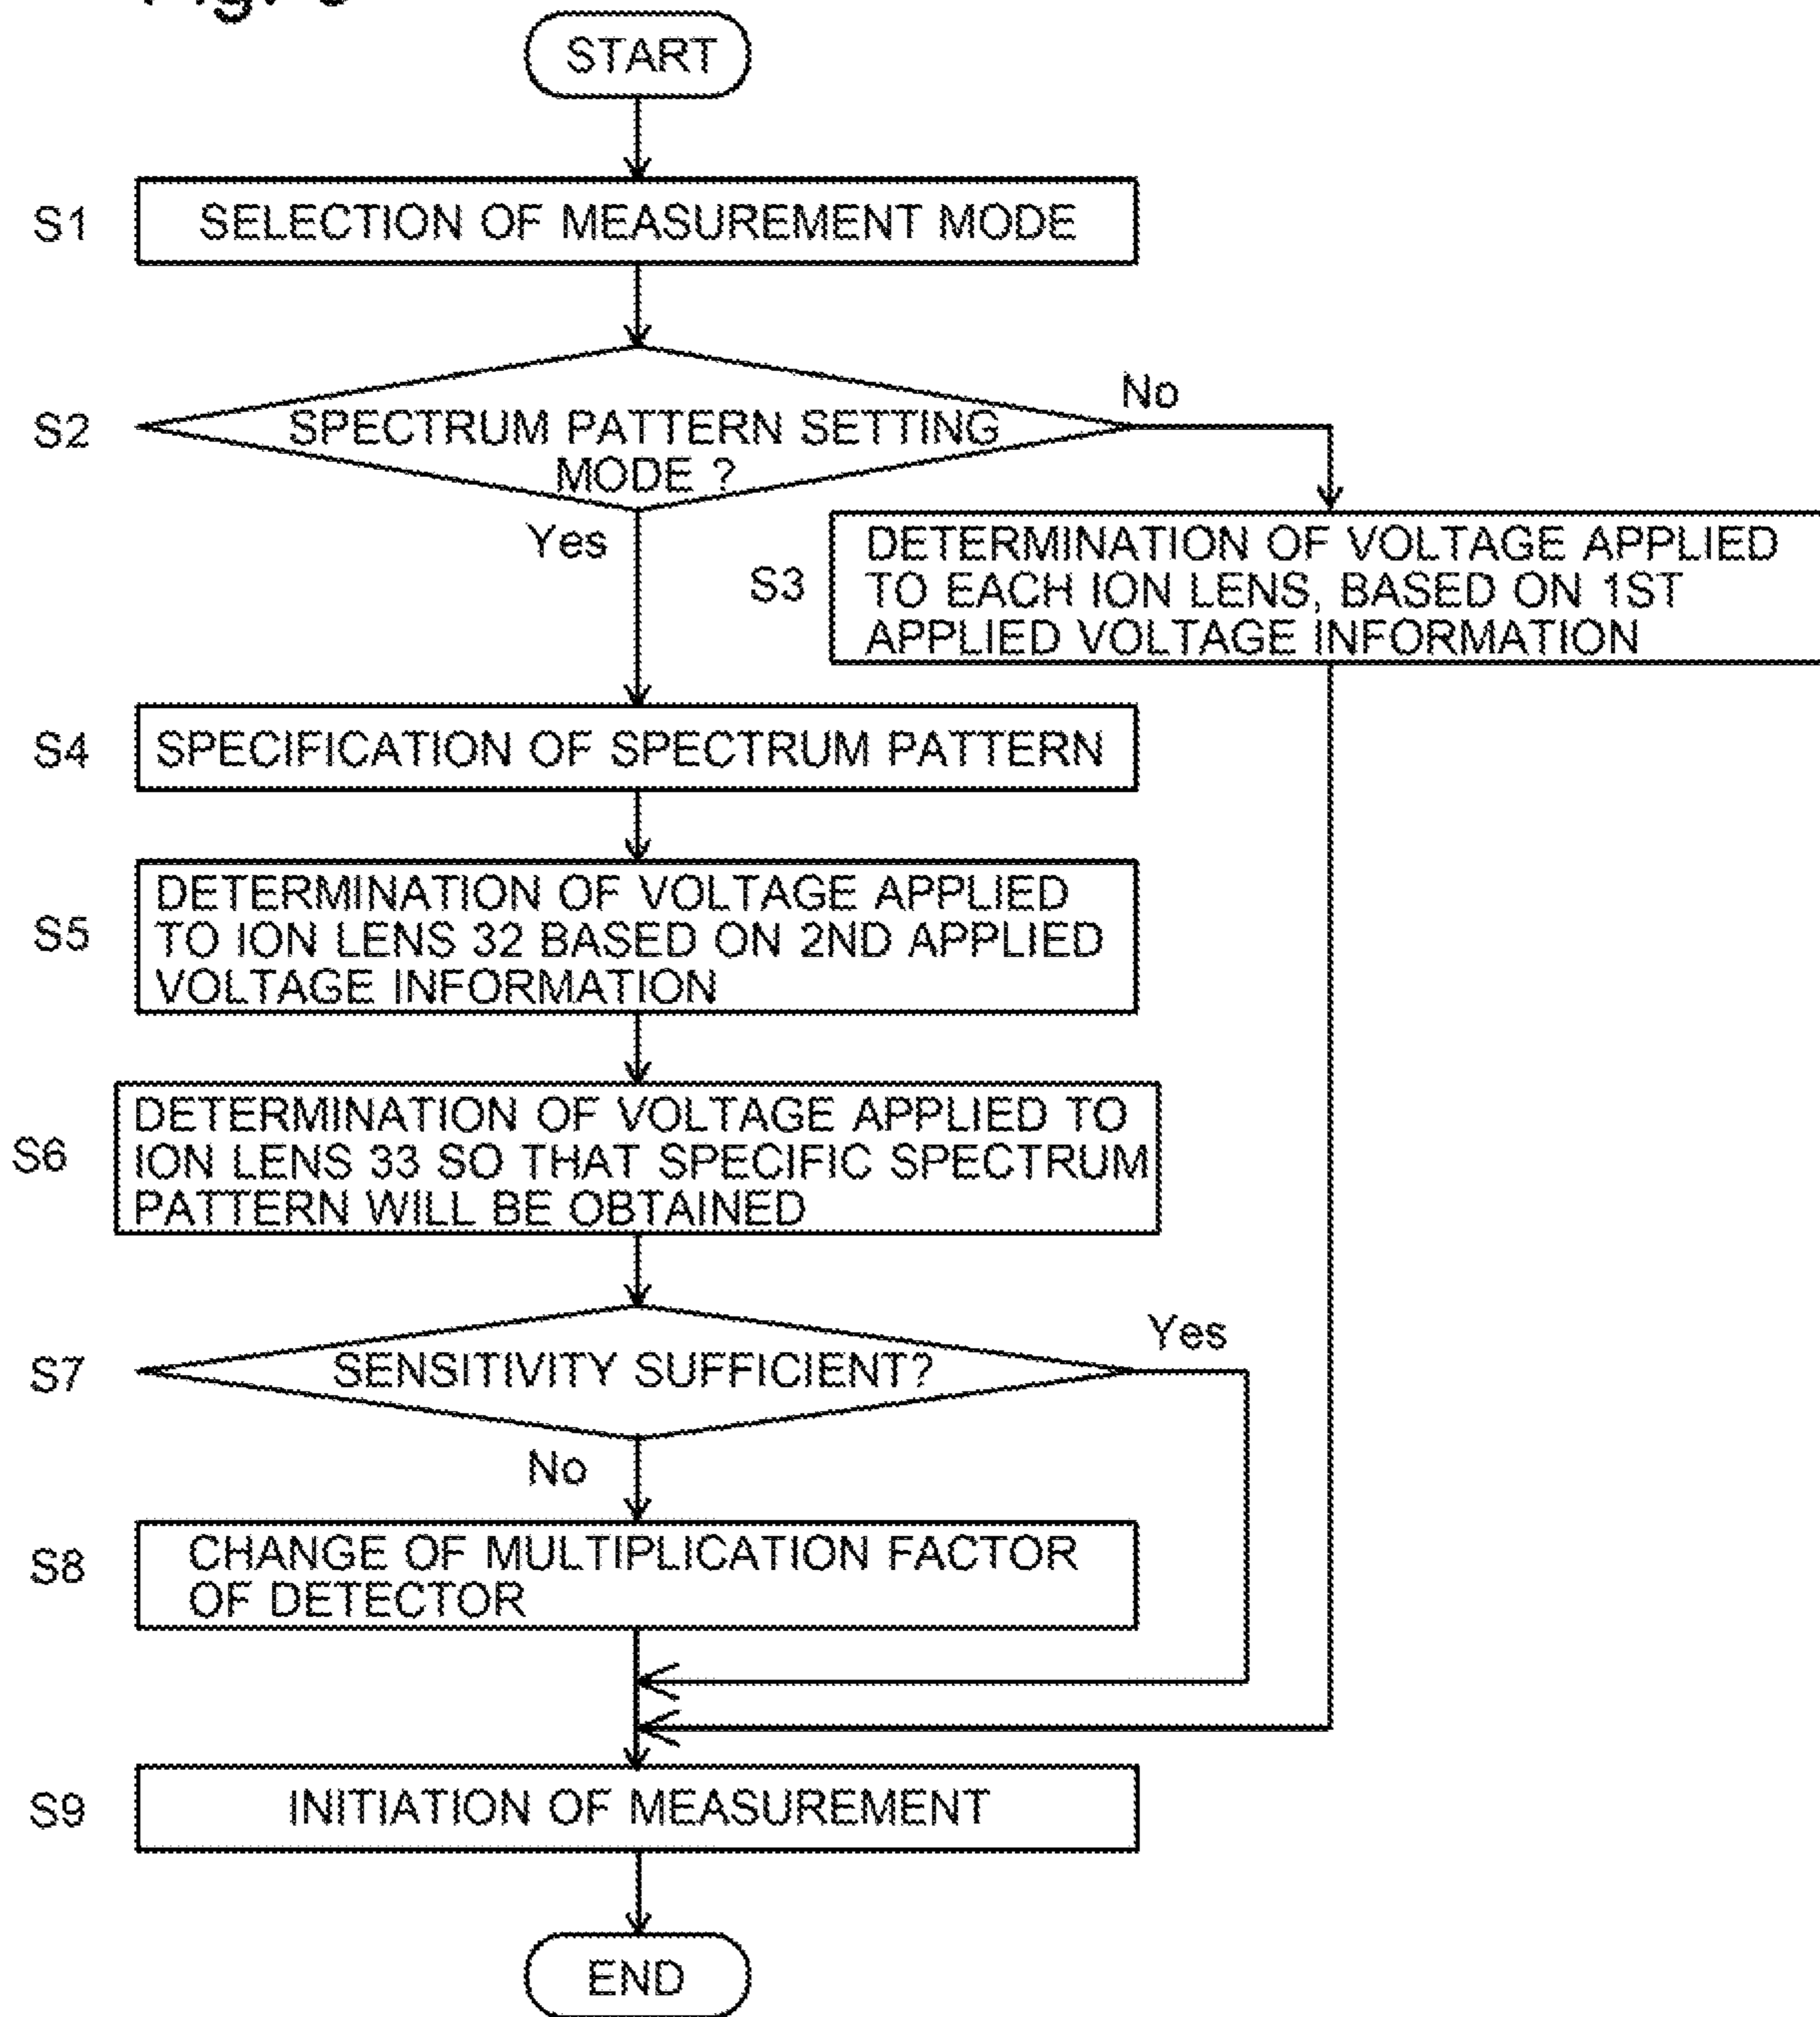 START
S1
SELECTION OF MEASUREMENT MODE
S2
SPECTRUM PATTERN SETTING
MODE ?
No
Yes
S3
DETERMINATION OF VOLTAGE APPLIED
TO EACH ION LENS, BASED ON 1ST
APPLIED VOLTAGE INFORMATION
S4
SPECIFICATION OF SPECTRUM PATTERN
S5
DETERMINATION OF VOLTAGE APPLIED
TO ION LENS 32 BASED ON 2ND APPLIED
VOLTAGE INFORMATION
S6
DETERMINATION OF VOLTAGE APPLIED TO
ION LENS 33 SO THAT SPECIFIC SPECTRUM
PATTERN WILL BE OBTAINED
S7
SENSITIVITY SUFFICIENT?
Yes
No
S8
CHANGE OF MULTIPLICATION FACTOR
OF DETECTOR
S9
INITIATION OF MEASUREMENT
END